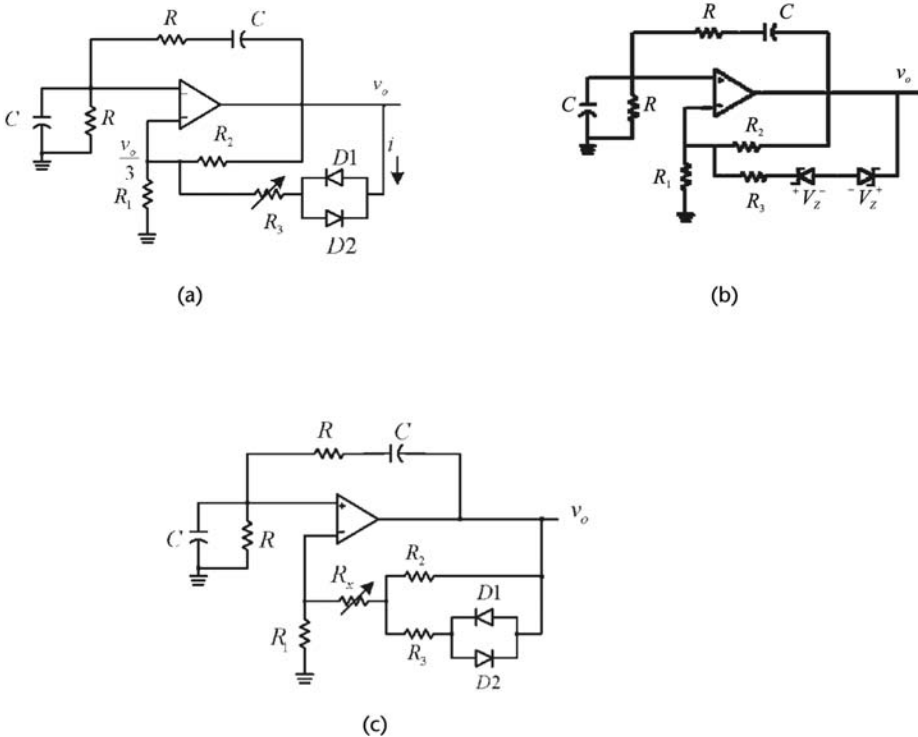 R
C
C
R
v_o
v_o/3
R_2
i
D1
R_1
R_3
D2
(a)
R
C
v_o
C
R
R_2
R_1
R_3
+V_z-
-V_z+
(b)
R
C
C
R
v_o
R_x
R_2
D1
R_1
R_3
D2
(c)